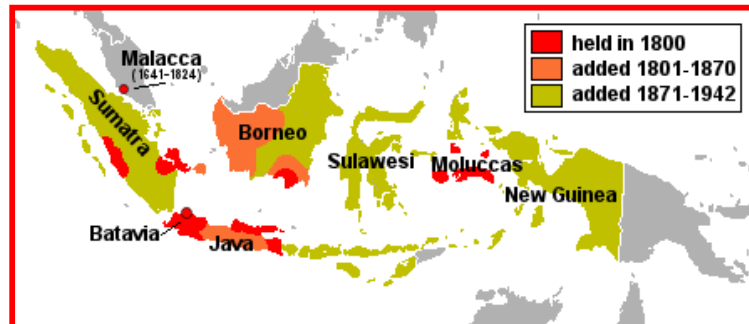 Malacca
(1641-1824)
held in 1800
added 1801-1870
added 1871-1942
Sumatra
Borneo
Sulawesi
Moluccas
New Guinea
Batavia
Java